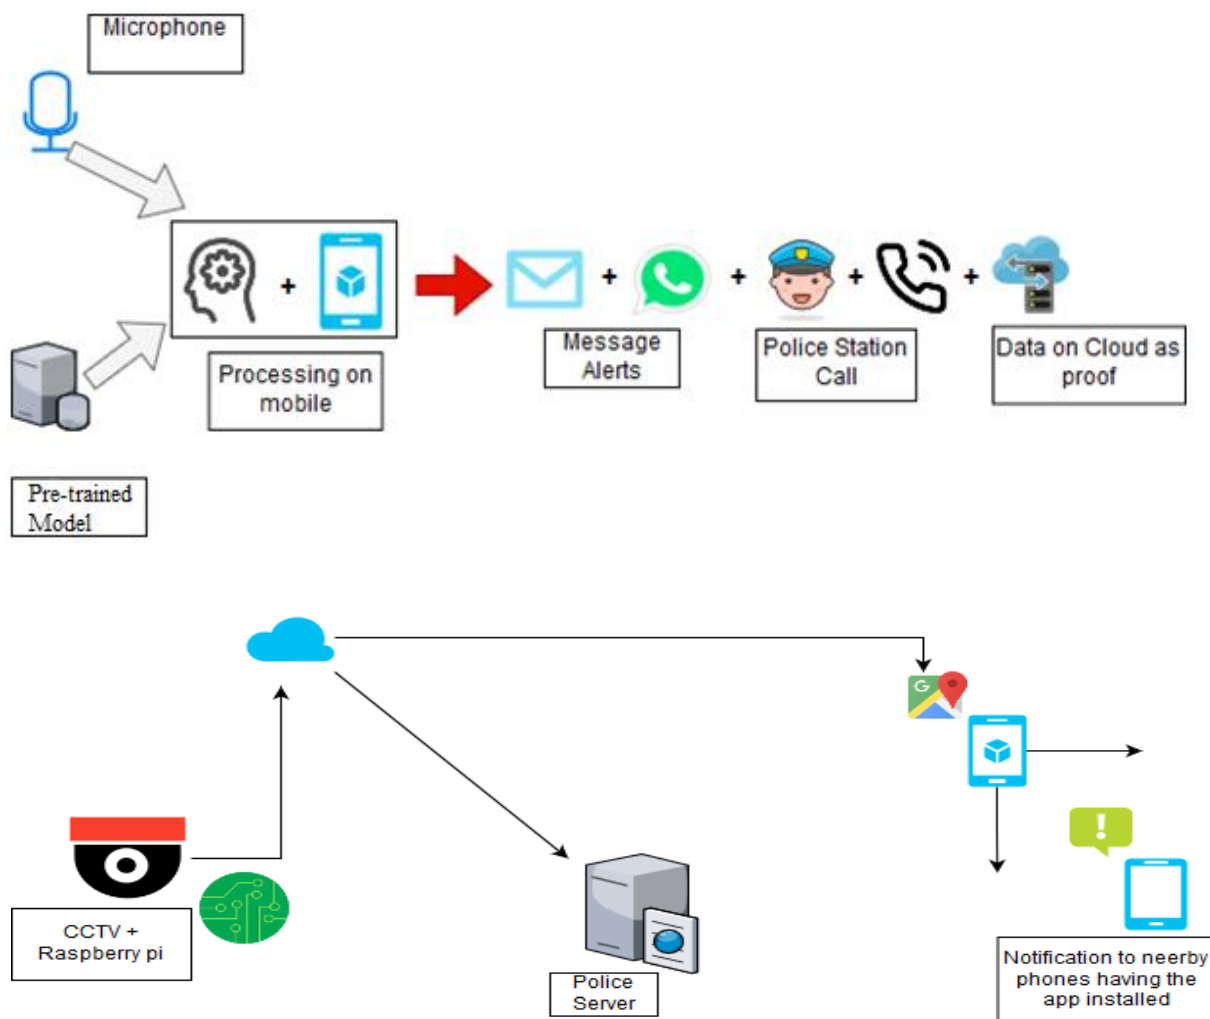 Microphone
Processing on
mobile
Message
Alerts
Police Station
Call
Data on Cloud as
proof
Pre-trained
Model
G
CCTV +
Raspberry pi
Police
Server
!
Notification to neerby
phones having the
app installed